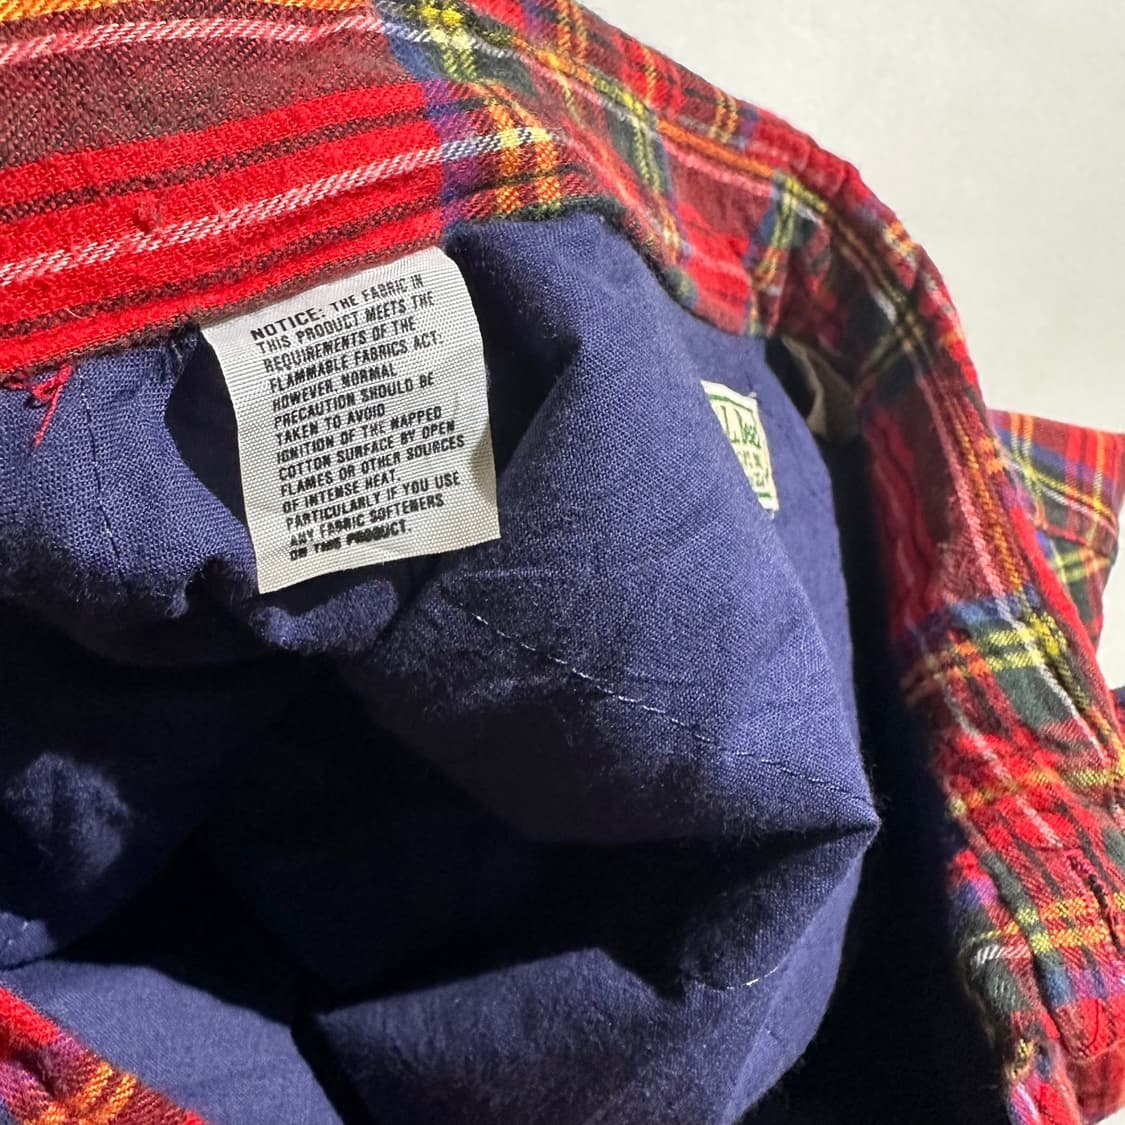 NOTICE: THE FABRIC IN
THIS PRODUCT MEETS THE
REQUIREMENTS OF THE
FLAMMABLE FABRICS ACT;
HOWEVER, NORMAL
PRECAUTION SHOULD BE
TAKEN TO AVOID
IGNITION OF THE NAPPED
COTTON SURFACE BY OPEN
FLAMES OR OTHER SOURCES
OF INTENSE HEAT,
PARTICULARLY IF YOU USE
ANY FABRIC SOFTENERS
ON THIS PRODUCT.